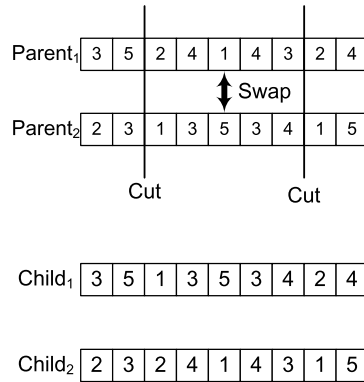 Parent₁ 3 5 2 4 1 4 3 2 4
Swap
Parent₂ 2 3 1 3 5 3 4 1 5
Cut Cut
Child₁ 3 5 1 3 5 3 4 2 4
Child₂ 2 3 2 4 1 4 3 1 5